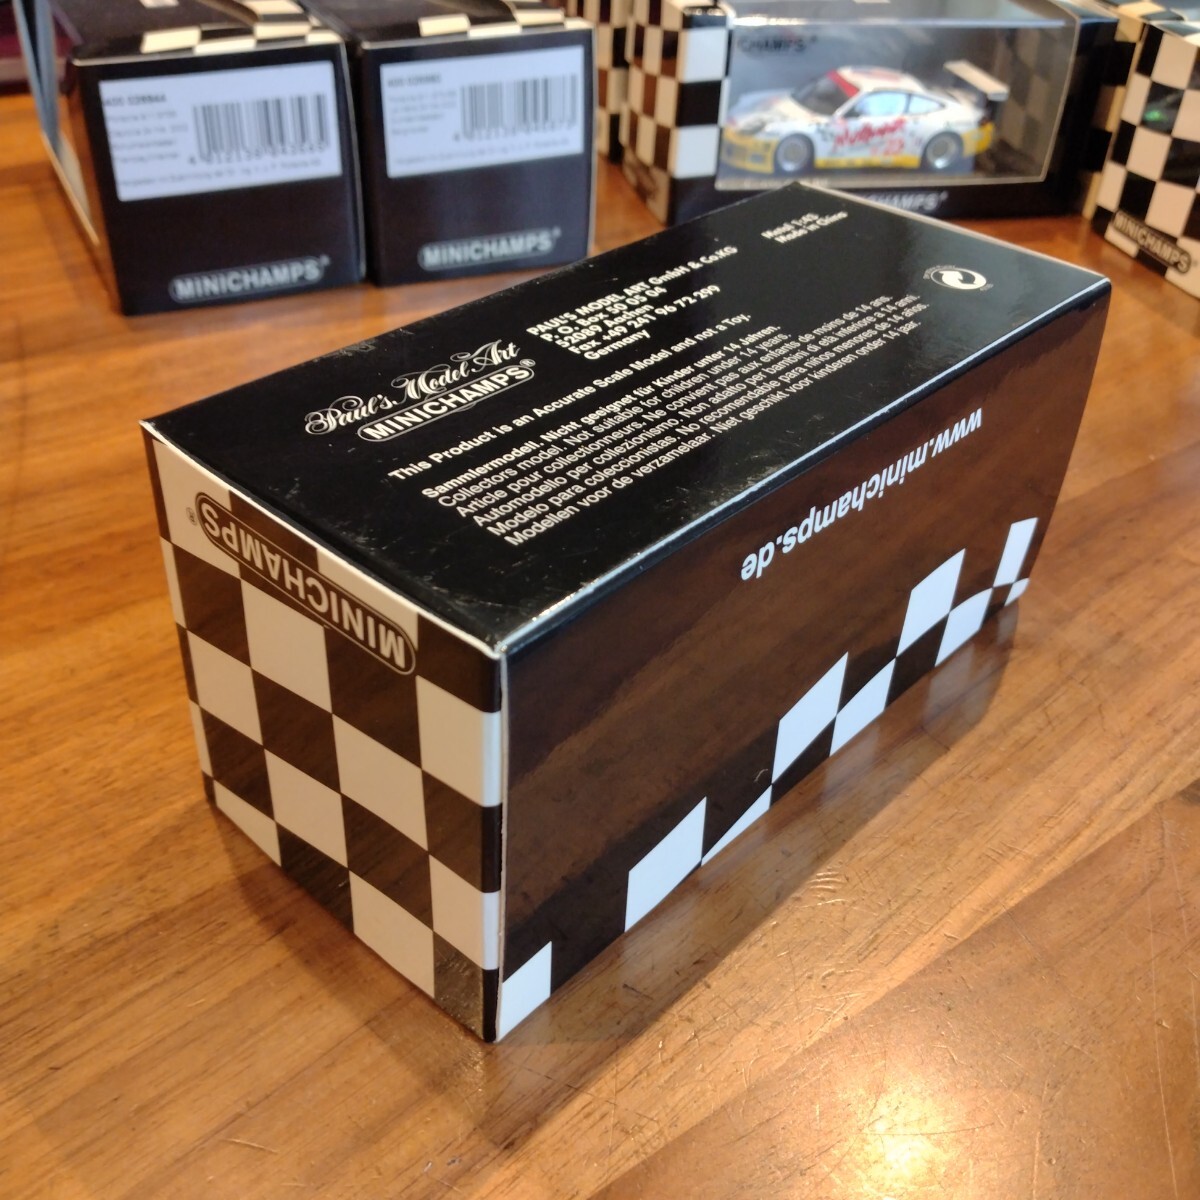 MINICHAMPS
MINICHAMPS
CHAMPS
MINICHAMPS
Paul's Model Art
MINICHAMPS®
PAUL'S MODEL ART GmbH & Co.KG
P. O. Box 50 05 04
52089 Aachen
Fax +49 241 96 72 299
Germany
Metal 1:43
Made in China
This Product is an Accurate Scale Model and not a Toy.
Sammlermodell. Nicht geeignet für Kinder unter 14 Jahren.
Collectors model. Not suitable for children under 14 years.
Article pour collectionneurs. Ne convient pas aux enfants de moins de 14 ans.
Automodello per collezionismo. Non adatto per bambini di età inferiore a 14 anni.
Modelo para coleccionistas. No recomendable para niños menores de 14 años.
Modellen voor de verzamelaar. Niet geschikt voor kinderen onder 14 jaar.
www.minichamps.de
MINICHAMPS®